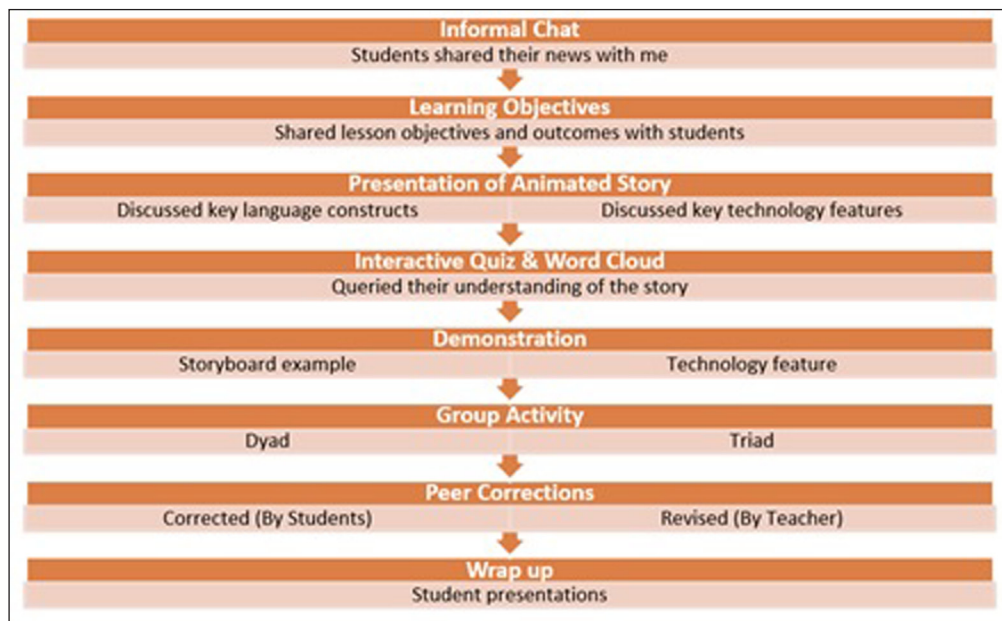 Informal Chat
Students shared their news with me
Learning Objectives
Shared lesson objectives and outcomes with students
Presentation of Animated Story
Discussed key language constructs Discussed key technology features
Interactive Quiz & Word Cloud
Queried their understanding of the story
Demonstration
Storyboard example Technology feature
Group Activity
Dyad Triad
Peer Corrections
Corrected (By Students) Revised (By Teacher)
Wrap up
Student presentations